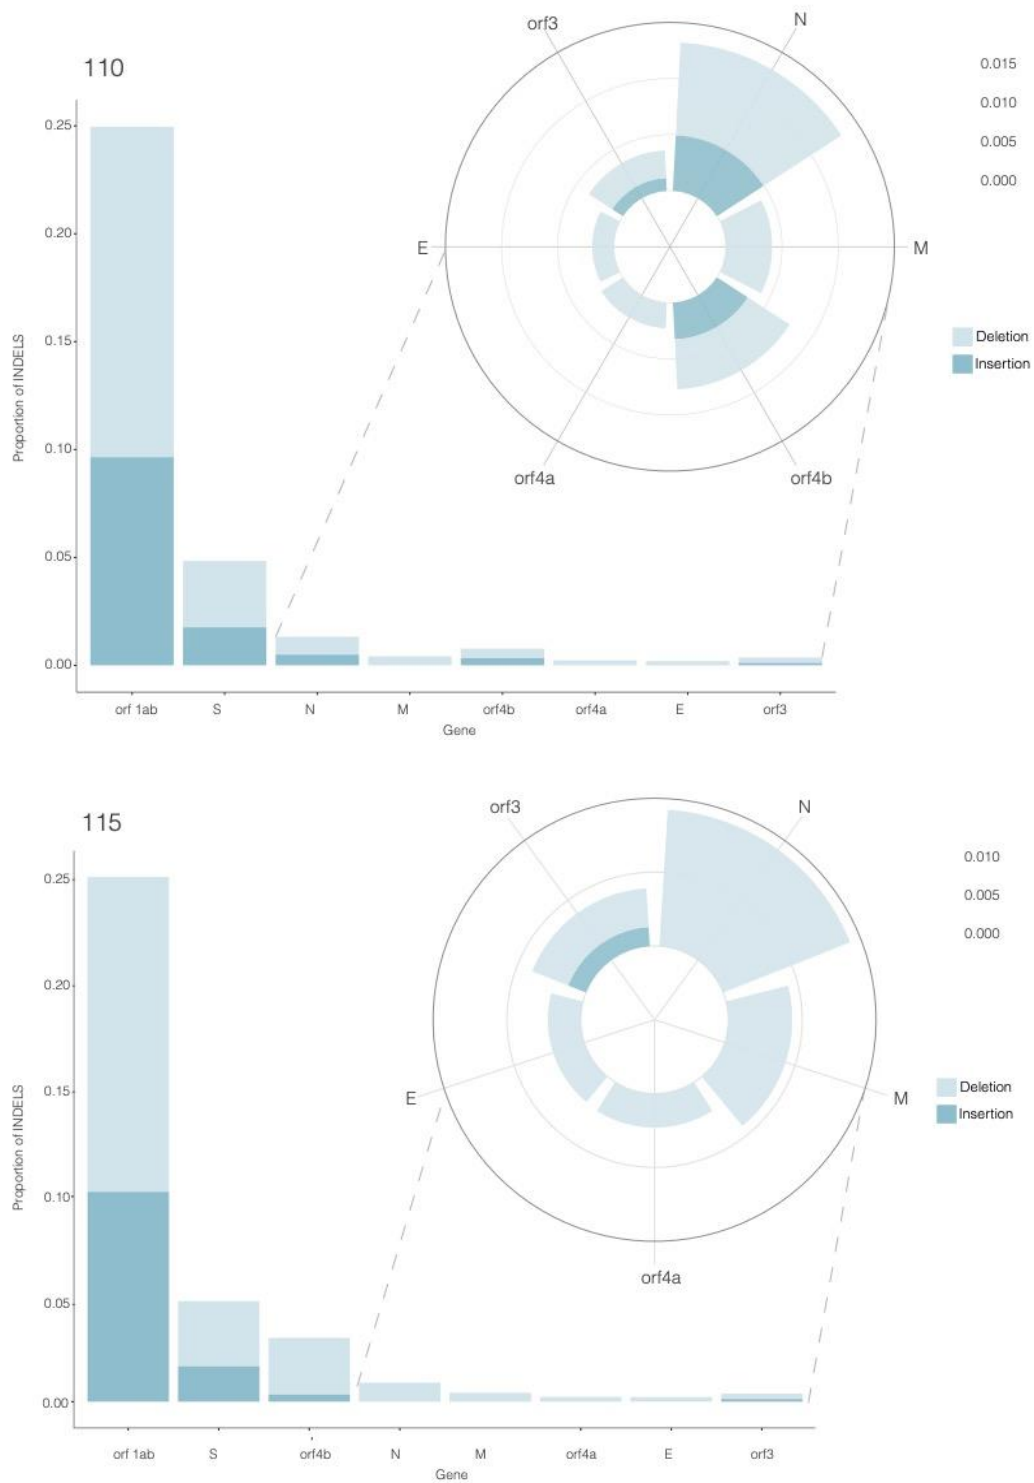 110
orf3
N
0.015
0.010
0.005
0.000
E
M
orf4a
orf4b
Deletion
Insertion
Proportion of INDELS
0.25
0.20
0.15
0.10
0.05
0.00
orf 1ab S N M orf4b orf4a E orf3
Gene
115
orf3
N
0.010
0.005
0.000
E
M
orf4a
Deletion
Insertion
Proportion of INDELS
0.25
0.20
0.15
0.10
0.05
0.00
orf 1ab S orf4b N M orf4a E orf3
Gene